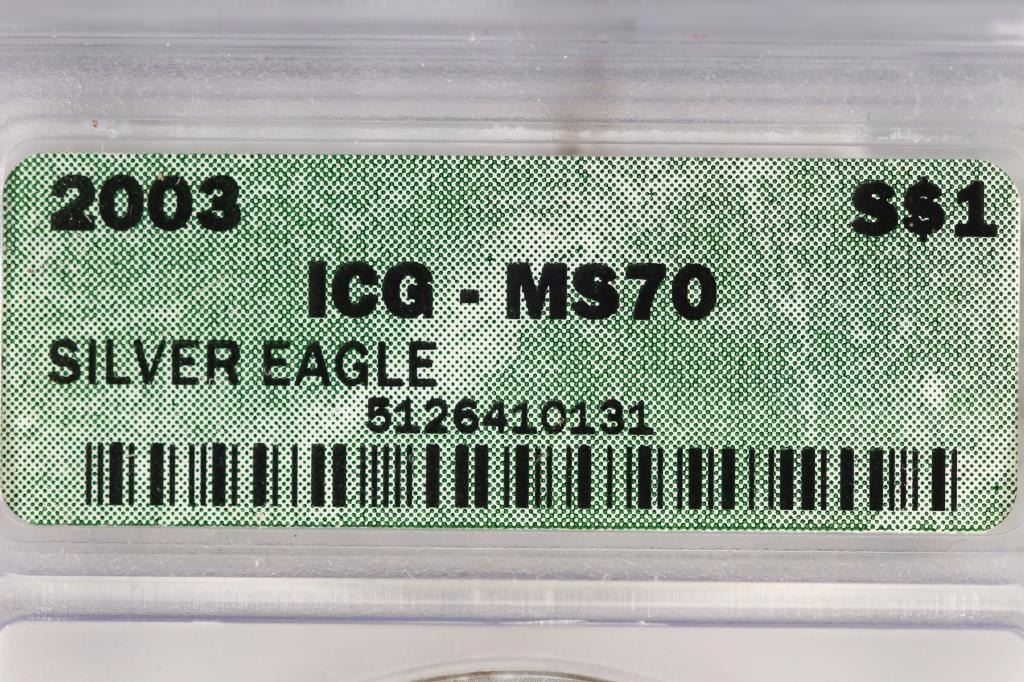 2003 S$1
ICG - MS70
SILVER EAGLE
5126410131